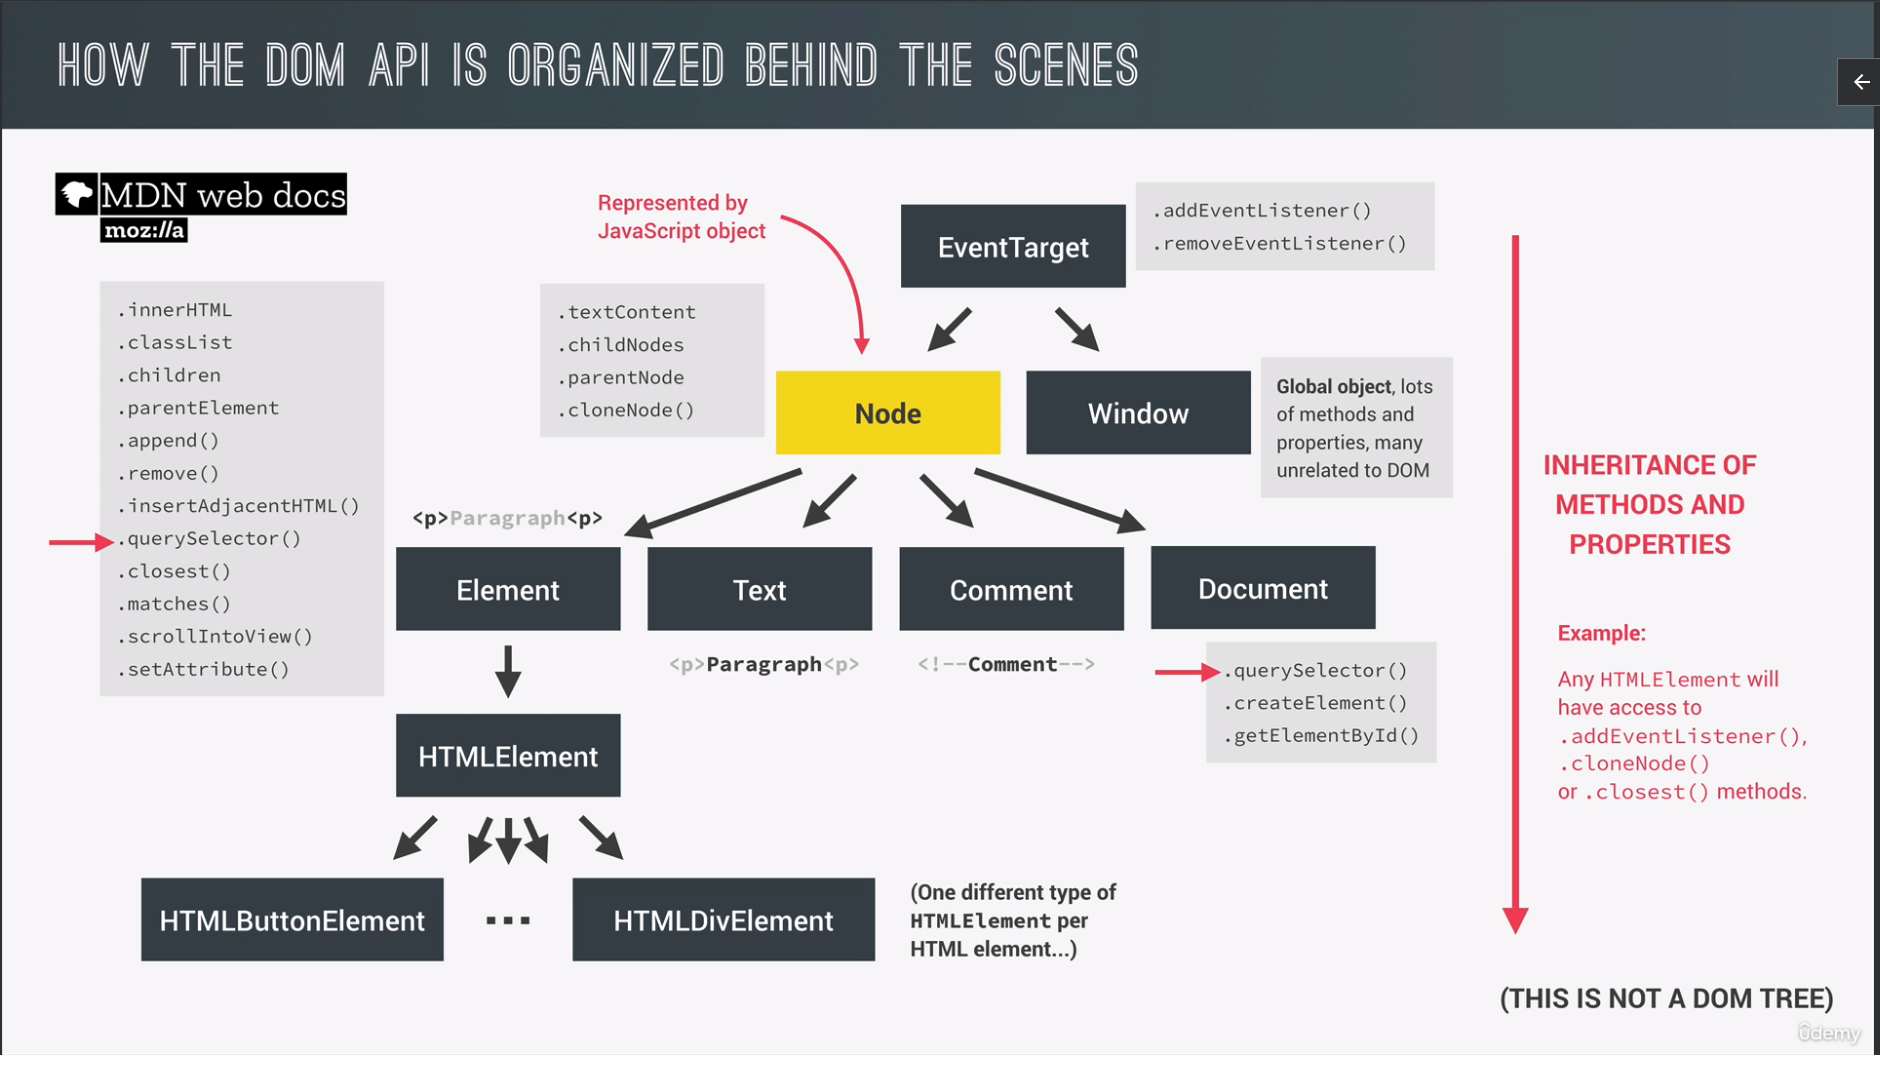 HOW THE DOM API IS ORGANIZED BEHIND THE SCENES
MDN web docs
moz://a
Represented by
JavaScript object
EventTarget
.addEventListener()
.removeEventListener()
.innerHTML
.classList
.children
.parentElement
.append()
.remove()
.insertAdjacentHTML()
.querySelector()
.closest()
.matches()
.scrollIntoView()
.setAttribute()
.textContent
.childNodes
.parentNode
.cloneNode()
Node
Window
Global object, lots
of methods and
properties, many
unrelated to DOM
INHERITANCE OF
METHODS AND
PROPERTIES
<p>Paragraph<p>
Element
Text
Comment
Document
<p>Paragraph<p>
<!--Comment-->
.querySelector()
.createElement()
.getElementById()
Example:
Any HTMLElement will
have access to
.addEventListener(),
.cloneNode()
or .closest() methods.
HTMLElement
HTMLButtonElement
...
HTMLDivElement
(One different type of
HTMLElement per
HTML element...)
(THIS IS NOT A DOM TREE)
ûdemy